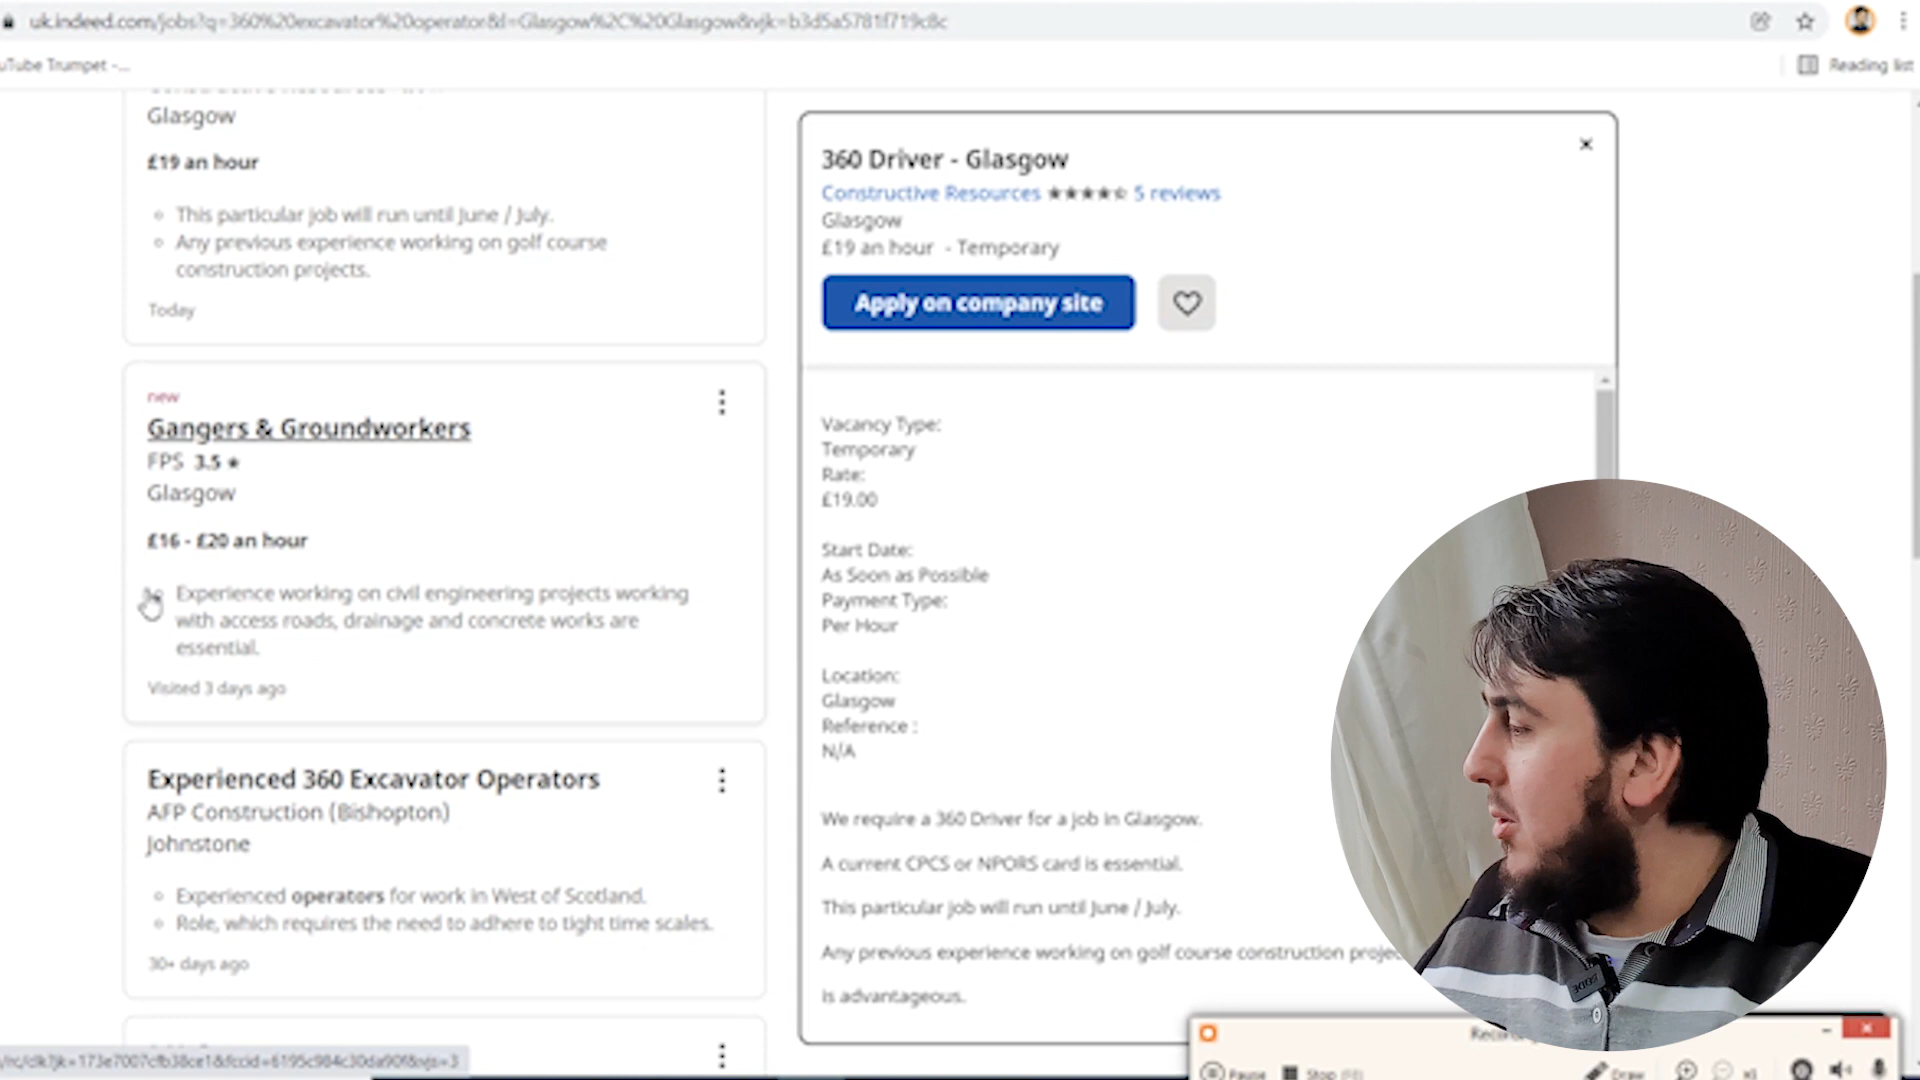 uk.indeed.com/jobs?q=360%20excavator%20operator&l=Glasgow%2C%20Glasgow&vjk=b3d5a5781f719c8c
uTube Trumpet -...
Reading list
Glasgow
£19 an hour
This particular job will run until June / July.
Any previous experience working on golf course
construction projects.
Today
new
Gangers & Groundworkers
FPS 3.5
Glasgow
£16 - £20 an hour
Experience working on civil engineering projects working
with access roads, drainage and concrete works are
essential.
Visited 3 days ago
Experienced 360 Excavator Operators
AFP Construction (Bishopton)
Johnstone
Experienced operators for work in West of Scotland.
Role, which requires the need to adhere to tight time scales.
30+ days ago
360 Driver - Glasgow
Constructive Resources 5 reviews
Glasgow
£19 an hour - Temporary
Apply on company site
Vacancy Type:
Temporary
Rate:
£19.00
Start Date:
As Soon as Possible
Payment Type:
Per Hour
Location:
Glasgow
Reference :
N/A
We require a 360 Driver for a job in Glasgow.
A current CPCS or NPORS card is essential.
This particular job will run until June / July.
Any previous experience working on golf course construction projec
is advantageous.
RODE
Pause
Stop
Draw
x1